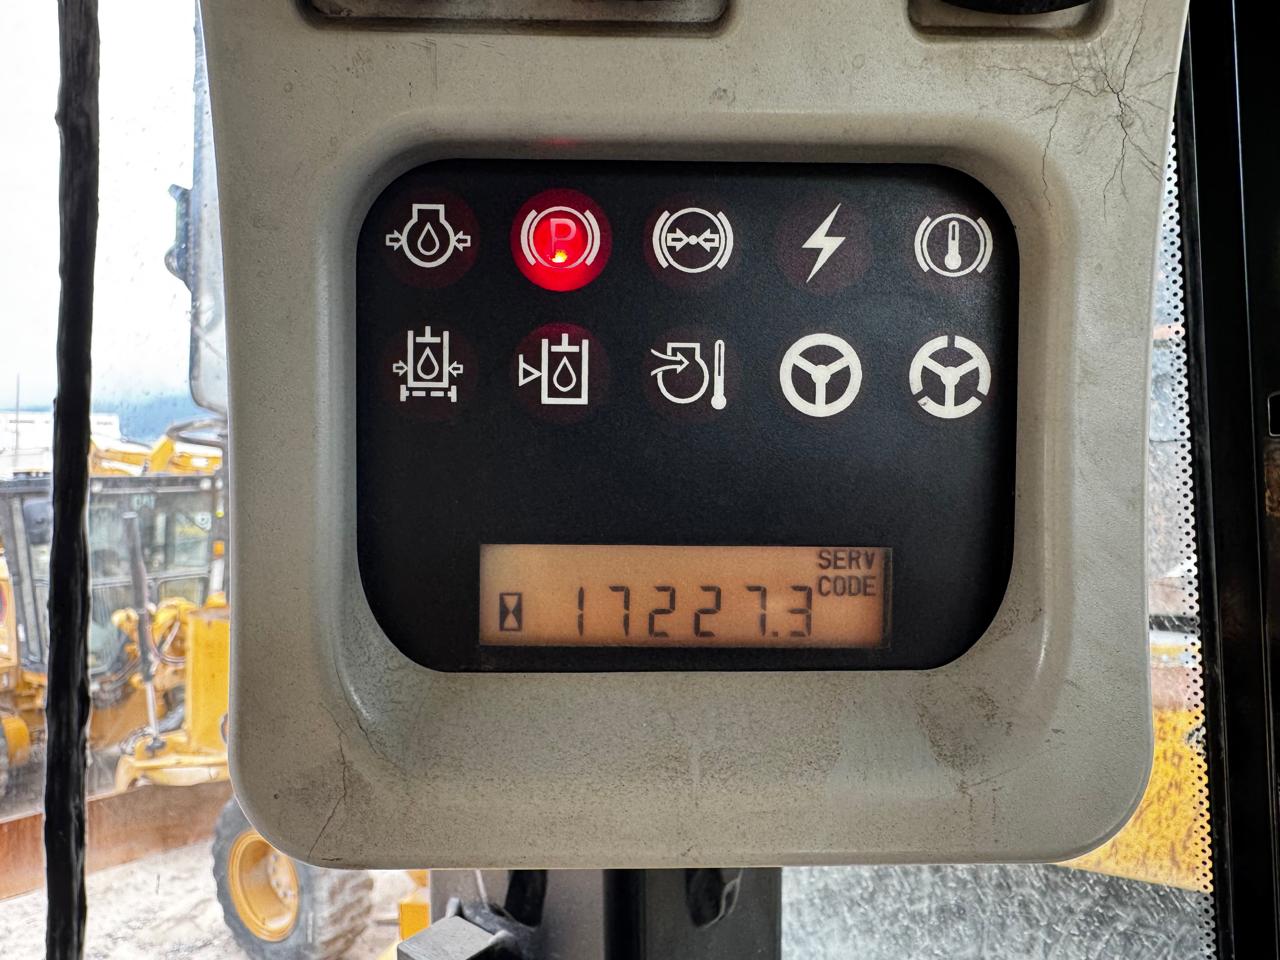 P
SERV
CODE
17227.3